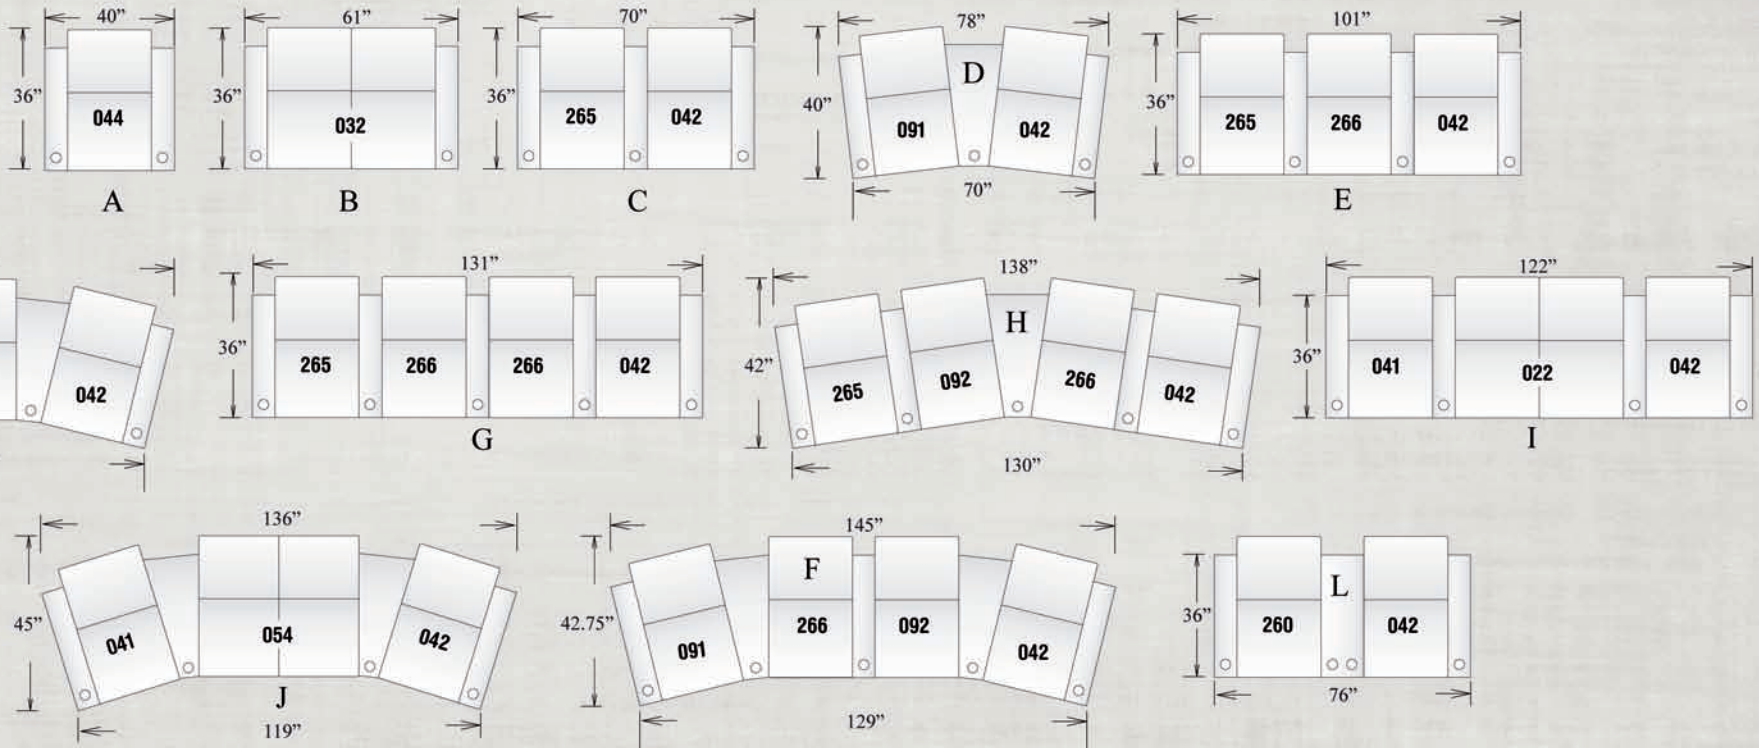 40” 61” 70” 78” 101”
36” 044 36” 032 36” 265 042 40” D 091 042 36” 265 266 042
70”
A B C E
131” 138” 122”
042 36” 265 266 266 042 42” H 265 092 266 042 36” 041 022 042
G 130” I
136” 145”
45” 041 054 042 42.75” F 091 266 092 042 36” L 260 042
J 76”
119” 129”